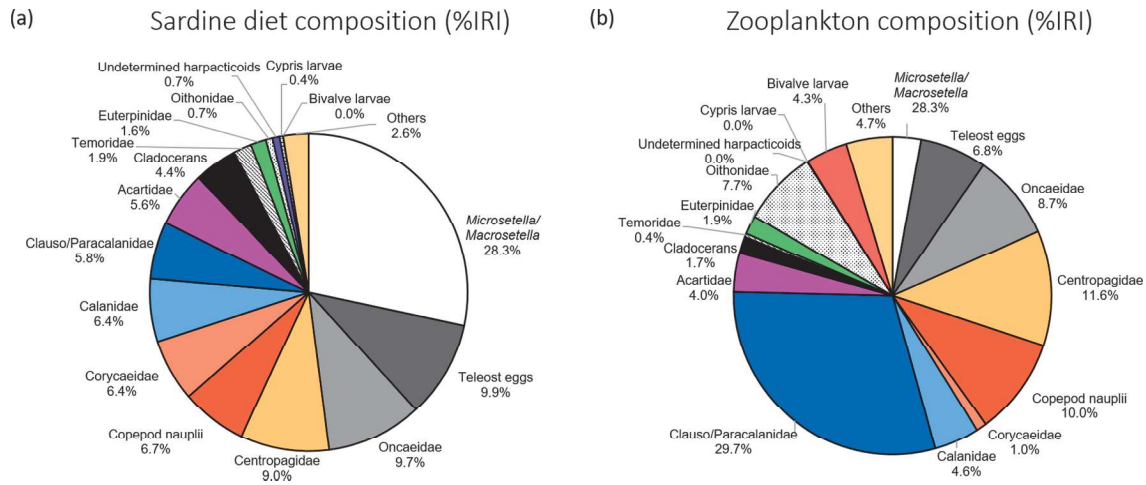 (a)
Sardine diet composition (%IRI)
Undetermined harpacticoids
0.7%
Cypris larvae
0.4%
Oithonidae
0.7%
Bivalve larvae
0.0%
Euterpinidae
1.6%
Others
2.6%
Temoridae
1.9%
Cladocerans
4.4%
Acartidae
5.6%
Clauso/Paracalanidae
5.8%
Calanidae
6.4%
Corycaeidae
6.4%
Copepod nauplii
6.7%
Centropagidae
9.0%
Oncaeidae
9.7%
Teleost eggs
9.9%
Microsetella/
Macrosetella
28.3%
(b)
Zooplankton composition (%IRI)
Bivalve larvae
4.3%
Others
4.7%
Microsetella/
Macrosetella
28.3%
Cypris larvae
0.0%
Teleost eggs
6.8%
Undetermined harpacticoids
0.0%
Oithonidae
7.7%
Oncaeidae
8.7%
Euterpinidae
1.9%
Temoridae
0.4%
Cladocerans
1.7%
Acartidae
4.0%
Centropagidae
11.6%
Copepod nauplii
10.0%
Corycaeidae
1.0%
Calanidae
4.6%
Clauso/Paracalanidae
29.7%